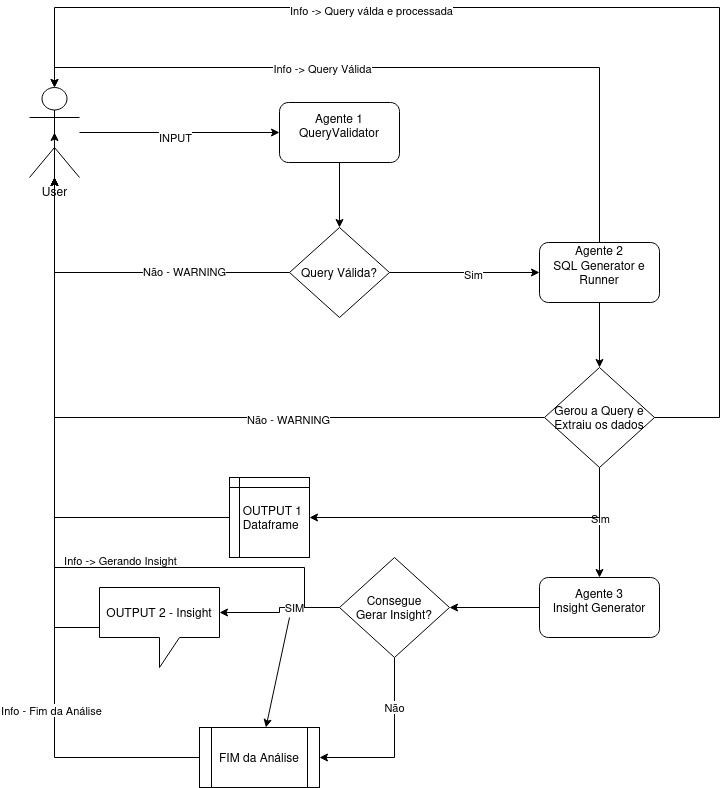 Info -> Query válda e processada
Info -> Query Válida
Agente 1
QueryValidator
INPUT
User
Agente 2
SQL Generator e
Runner
Não - WARNING
Query Válida?
Sim
Gerou a Query e
Extraiu os dados
Não - WARNING
OUTPUT 1
Dataframe
Sim
Info -> Gerando Insight
Consegue
Gerar Insight?
Agente 3
Insight Generator
OUTPUT 2 - Insight
SIM
Info - Fim da Análise
Não
FIM da Análise